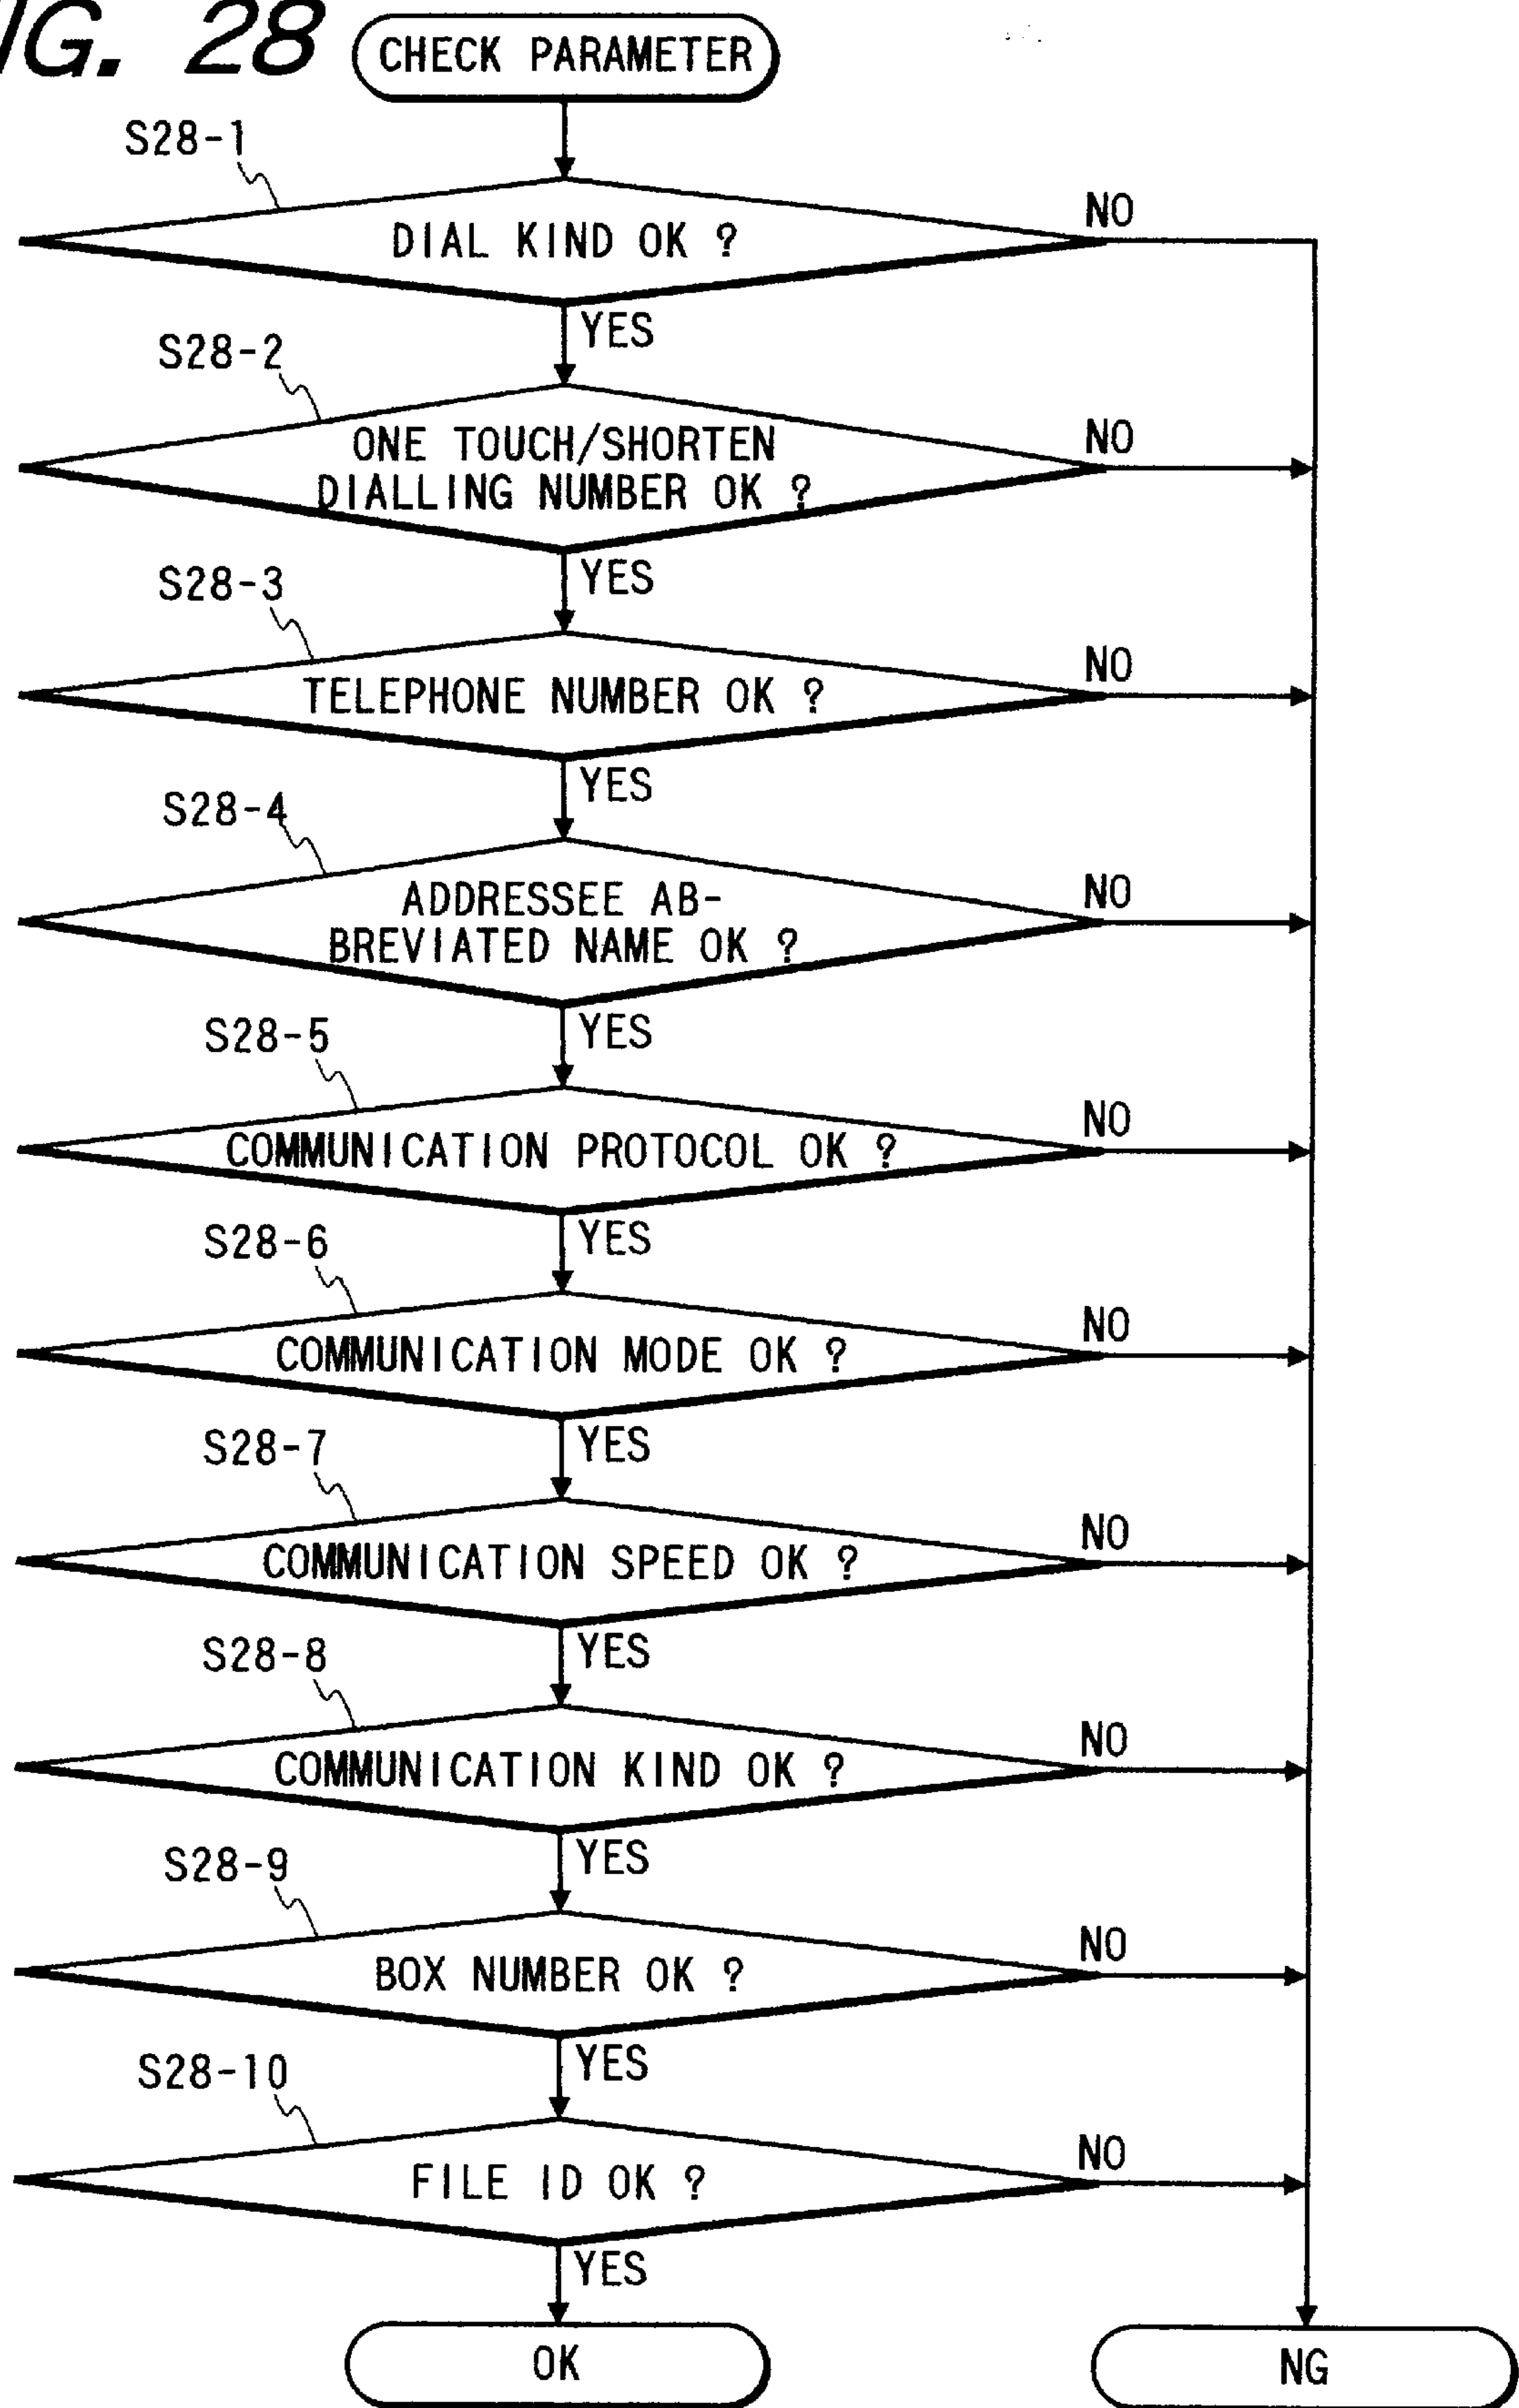 FIG. 28
CHECK PARAMETER
S28-1
DIAL KIND OK ?
NO
YES
S28-2
ONE TOUCH/SHORTEN
DIALLING NUMBER OK ?
NO
YES
S28-3
TELEPHONE NUMBER OK ?
NO
YES
S28-4
ADDRESSEE AB-
BREVIATED NAME OK ?
NO
YES
S28-5
COMMUNICATION PROTOCOL OK ?
NO
YES
S28-6
COMMUNICATION MODE OK ?
NO
YES
S28-7
COMMUNICATION SPEED OK ?
NO
YES
S28-8
COMMUNICATION KIND OK ?
NO
YES
S28-9
BOX NUMBER OK ?
NO
YES
S28-10
FILE ID OK ?
NO
YES
OK
NG